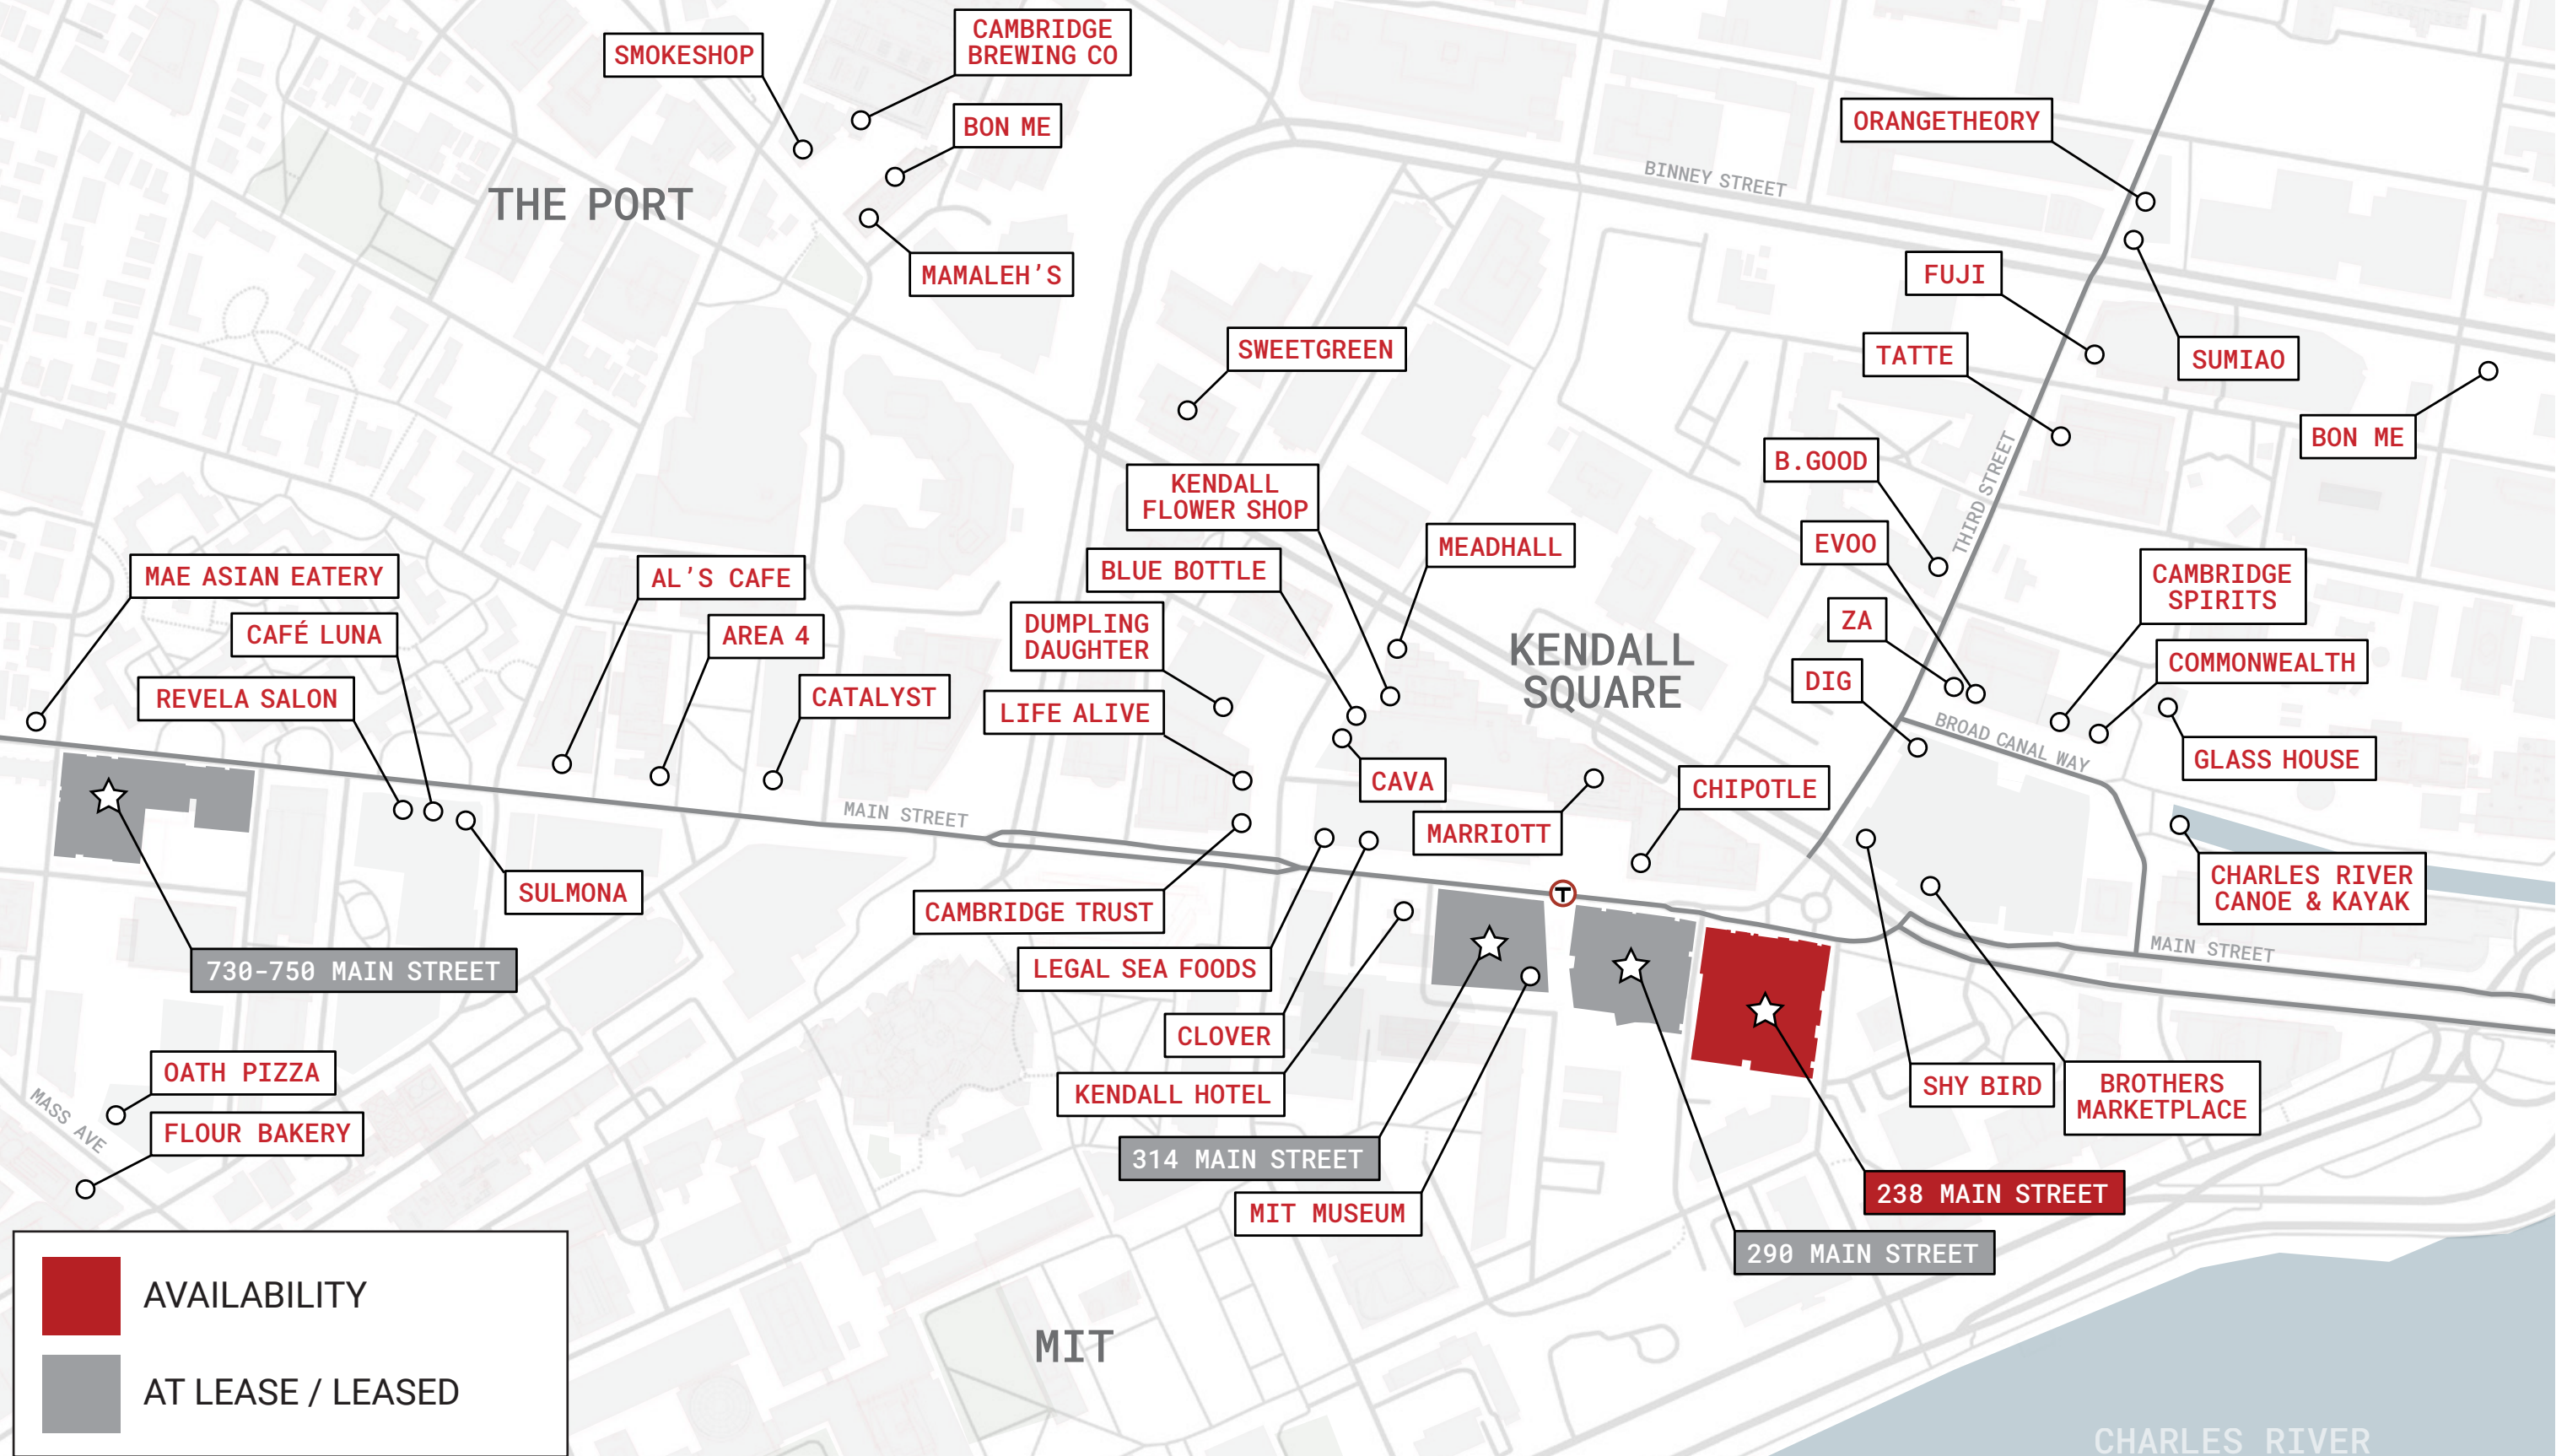 CAMBRIDGE
BREWING CO
SMOKESHOP
BON ME
ORANGETHEORY
BINNEY STREET
THE PORT
MAMALEH’S
FUJI
SWEETGREEN
TATTE
SUMIAO
BON ME
B.GOOD
KENDALL
FLOWER SHOP
THIRD STREET
MEADHALL
EVOO
BLUE BOTTLE
MAE ASIAN EATERY
AL’S CAFE
CAMBRIDGE
SPIRITS
DUMPLING
DAUGHTER
CAFÉ LUNA
AREA 4
ZA
KENDALL
SQUARE
COMMONWEALTH
REVELA SALON
CATALYST
LIFE ALIVE
DIG
BROAD CANAL WAY
GLASS HOUSE
CAVA
CHIPOTLE
MAIN STREET
MARRIOTT
T
SULMONA
CHARLES RIVER
CANOE & KAYAK
CAMBRIDGE TRUST
MAIN STREET
730-750 MAIN STREET
LEGAL SEA FOODS
CLOVER
OATH PIZZA
KENDALL HOTEL
SHY BIRD
BROTHERS
MARKETPLACE
MASS AVE
FLOUR BAKERY
314 MAIN STREET
238 MAIN STREET
MIT MUSEUM
290 MAIN STREET
AVAILABILITY
MIT
AT LEASE / LEASED
CHARLES RIVER